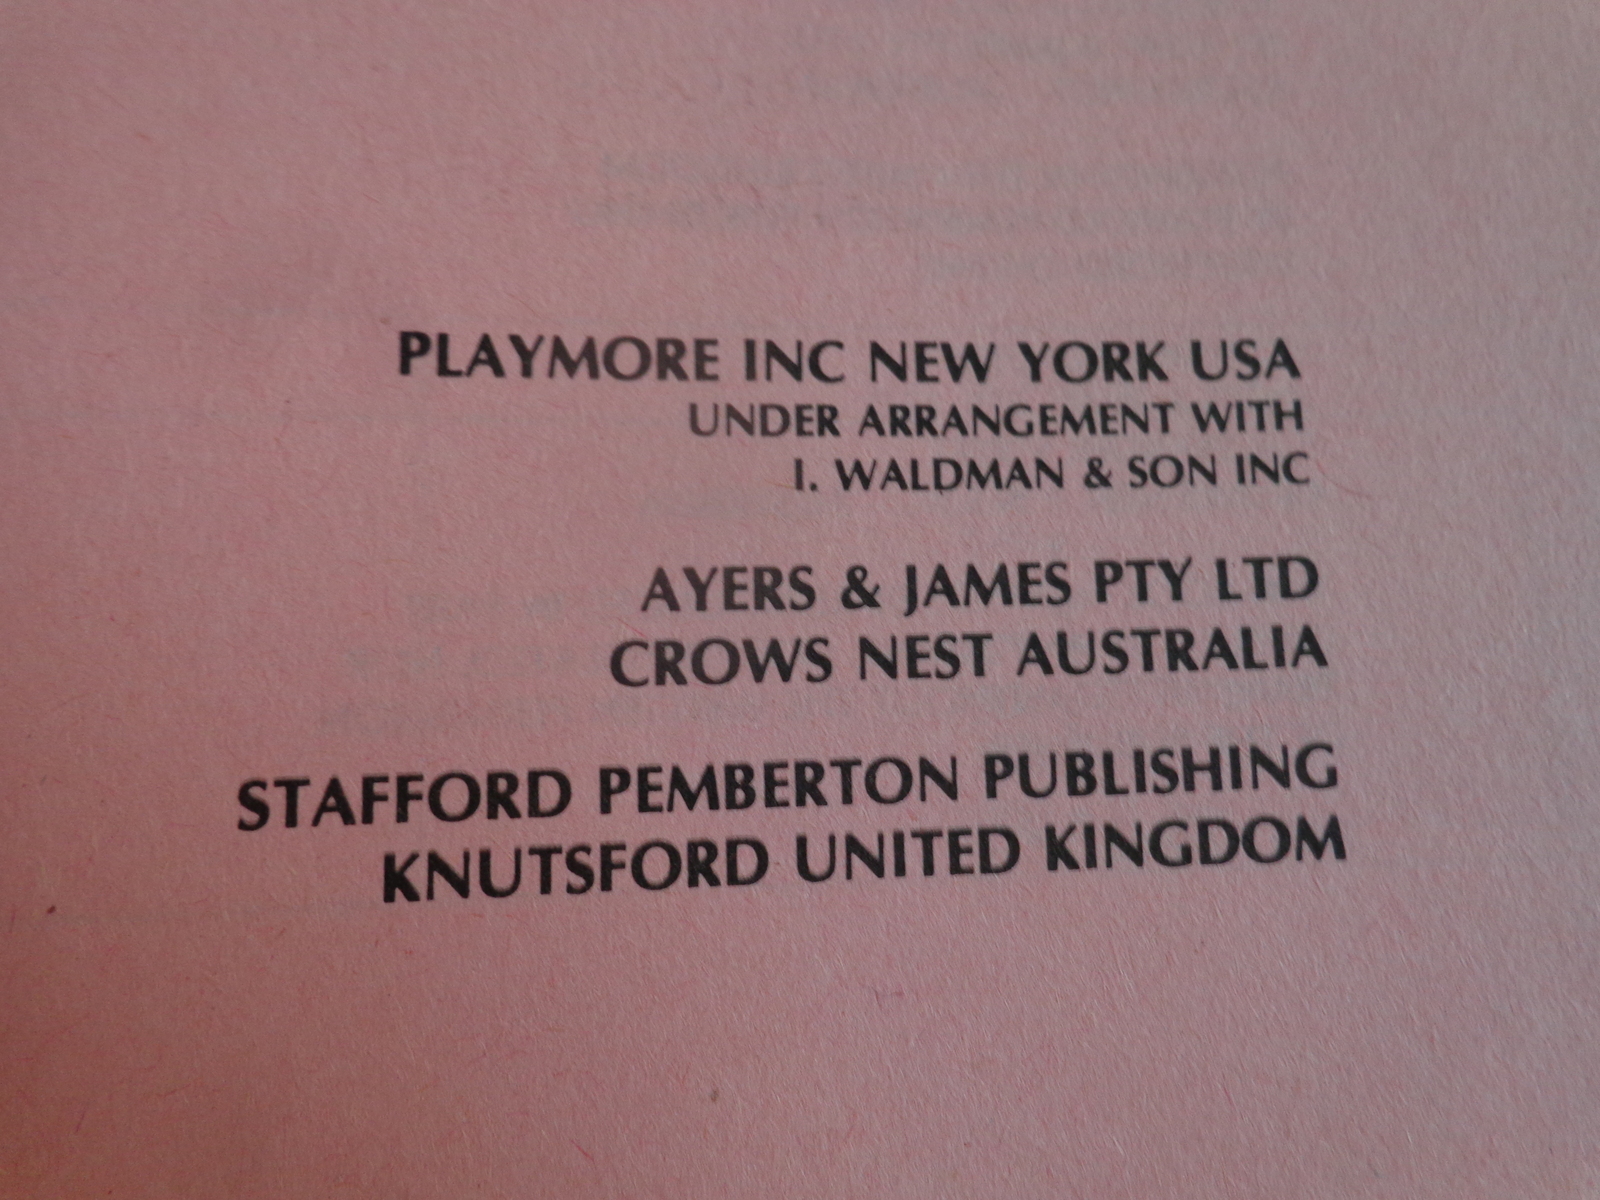 PLAYMORE INC NEW YORK USA
UNDER ARRANGEMENT WITH
I. WALDMAN & SON INC
AYERS & JAMES PTY LTD
CROWS NEST AUSTRALIA
STAFFORD PEMBERTON PUBLISHING
KNUTSFORD UNITED KINGDOM